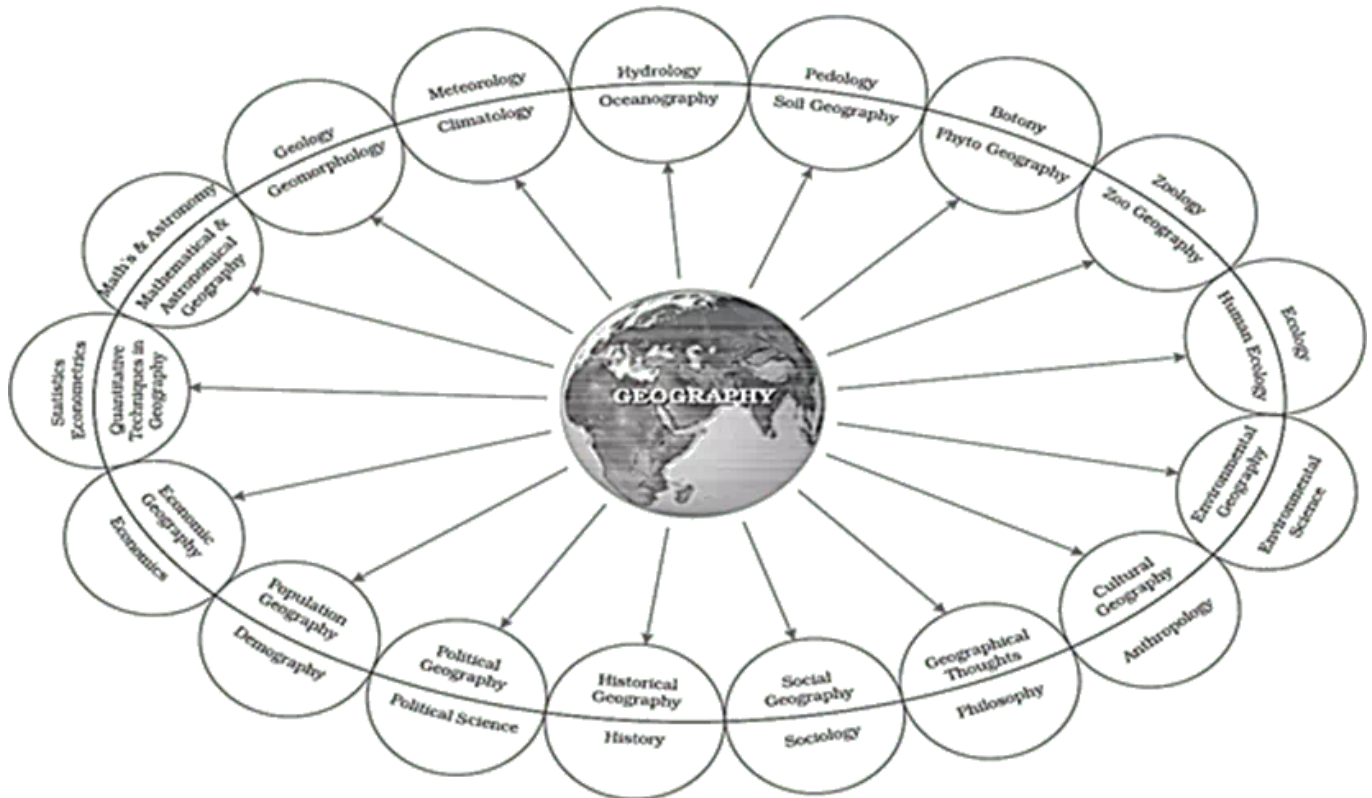 Hydrology
Oceanography
Pedology
Soil Geography
Botony
Phyto Geography
Zoology
Zoo Geography
Ecology
Human Ecology
Environmental
Geography
Environmental
Science
Cultural
Geography
Anthropology
Geographical
Thoughts
Philosophy
Social
Geography
Sociology
Historical
Geography
History
Political
Geography
Political Science
Population
Geography
Demography
Economic
Geography
Economics
Statistics
Econometrics
Quantitative
Techniques in
Geography
Math's & Astronomy
Mathematical &
Astronomical
Geography
Geology
Geomorphology
Meteorology
Climatology
GEOGRAPHY